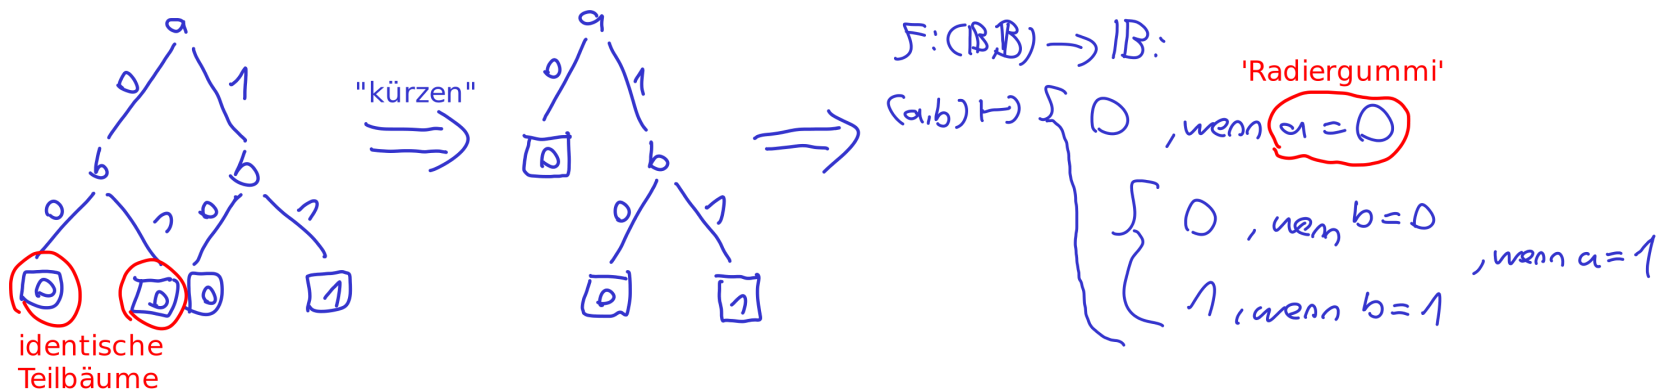 a
0 1
b b
0 1 0 1
0 0 0 1
identische
Teilbäume
"kürzen"
a
0 1
0 b
0 1
0 1
F:(𝔹,𝔹)→𝔹:
'Radiergummi'
(a,b)↦{ 0 , wenn a=0
{ 0 , wenn b=0
, wenn a=1
1 , wenn b=1